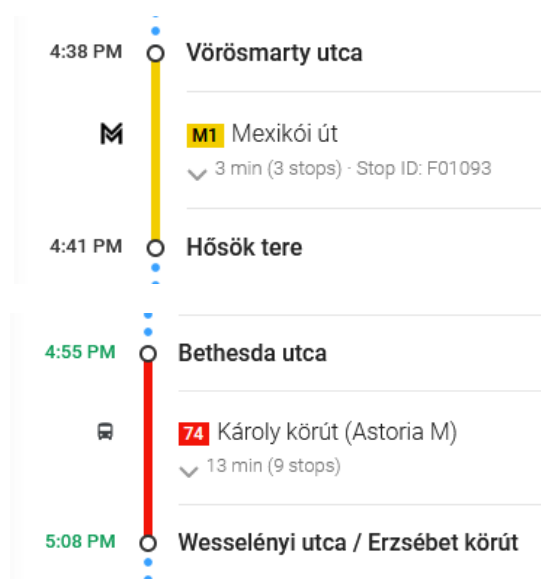 4:38 PM Vörösmarty utca
M1 Mexikói út
3 min (3 stops) · Stop ID: F01093
4:41 PM Hősök tere
4:55 PM Bethesda utca
74 Károly körút (Astoria M)
13 min (9 stops)
5:08 PM Wesselényi utca / Erzsébet körút